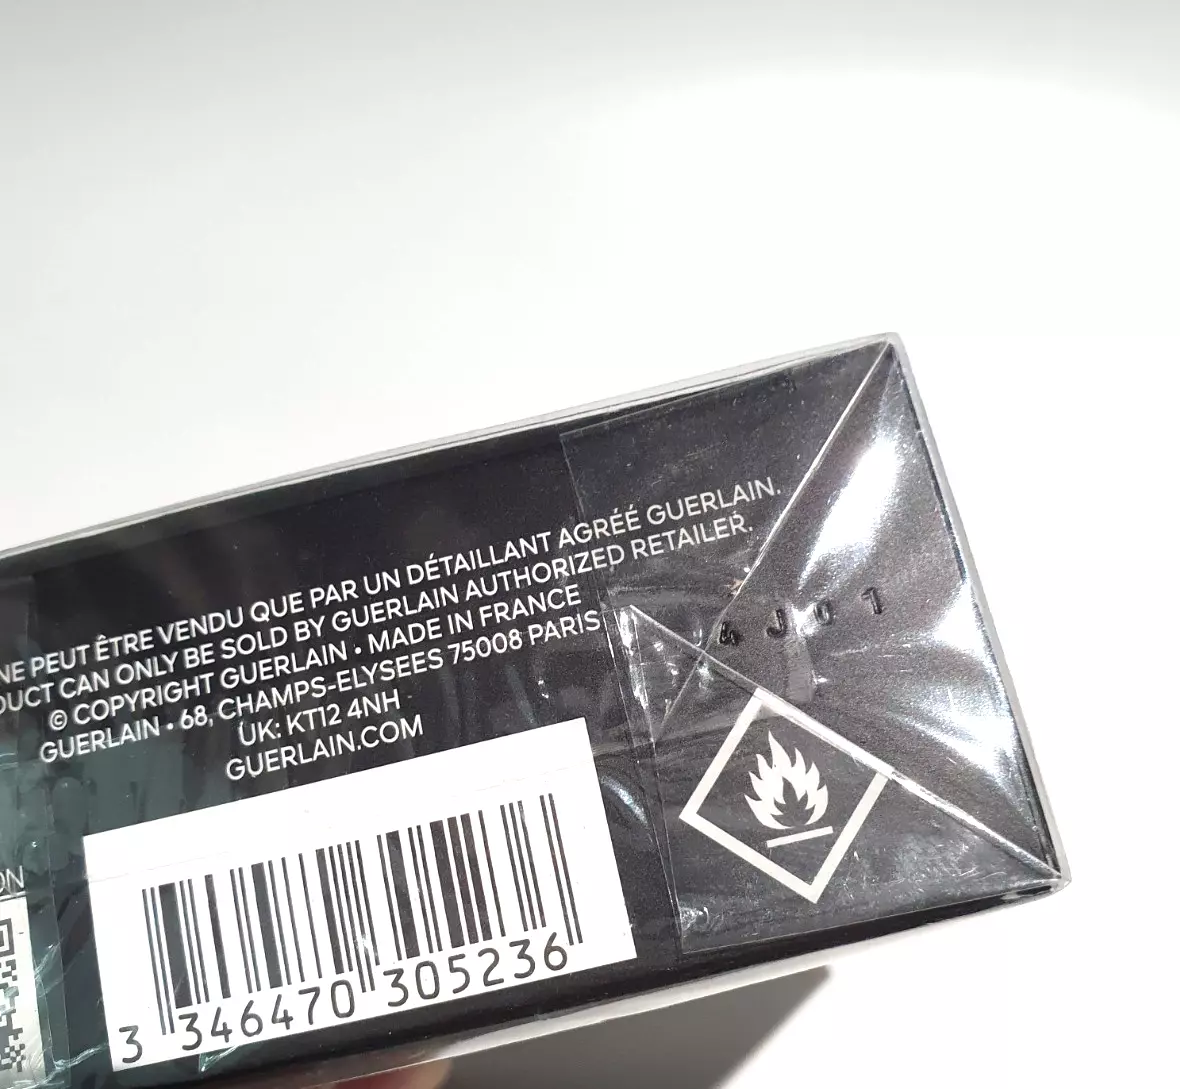 NE PEUT ÊTRE VENDU QUE PAR UN DÉTAILLANT AGRÉÉ GUERLAIN.
CAN ONLY BE SOLD BY GUERLAIN AUTHORIZED RETAILER.
© COPYRIGHT GUERLAIN • MADE IN FRANCE
GUERLAIN • 68, CHAMPS-ELYSEES 75008 PARIS
UK: KT12 4NH
GUERLAIN.COM
4J01
3 346470 305236